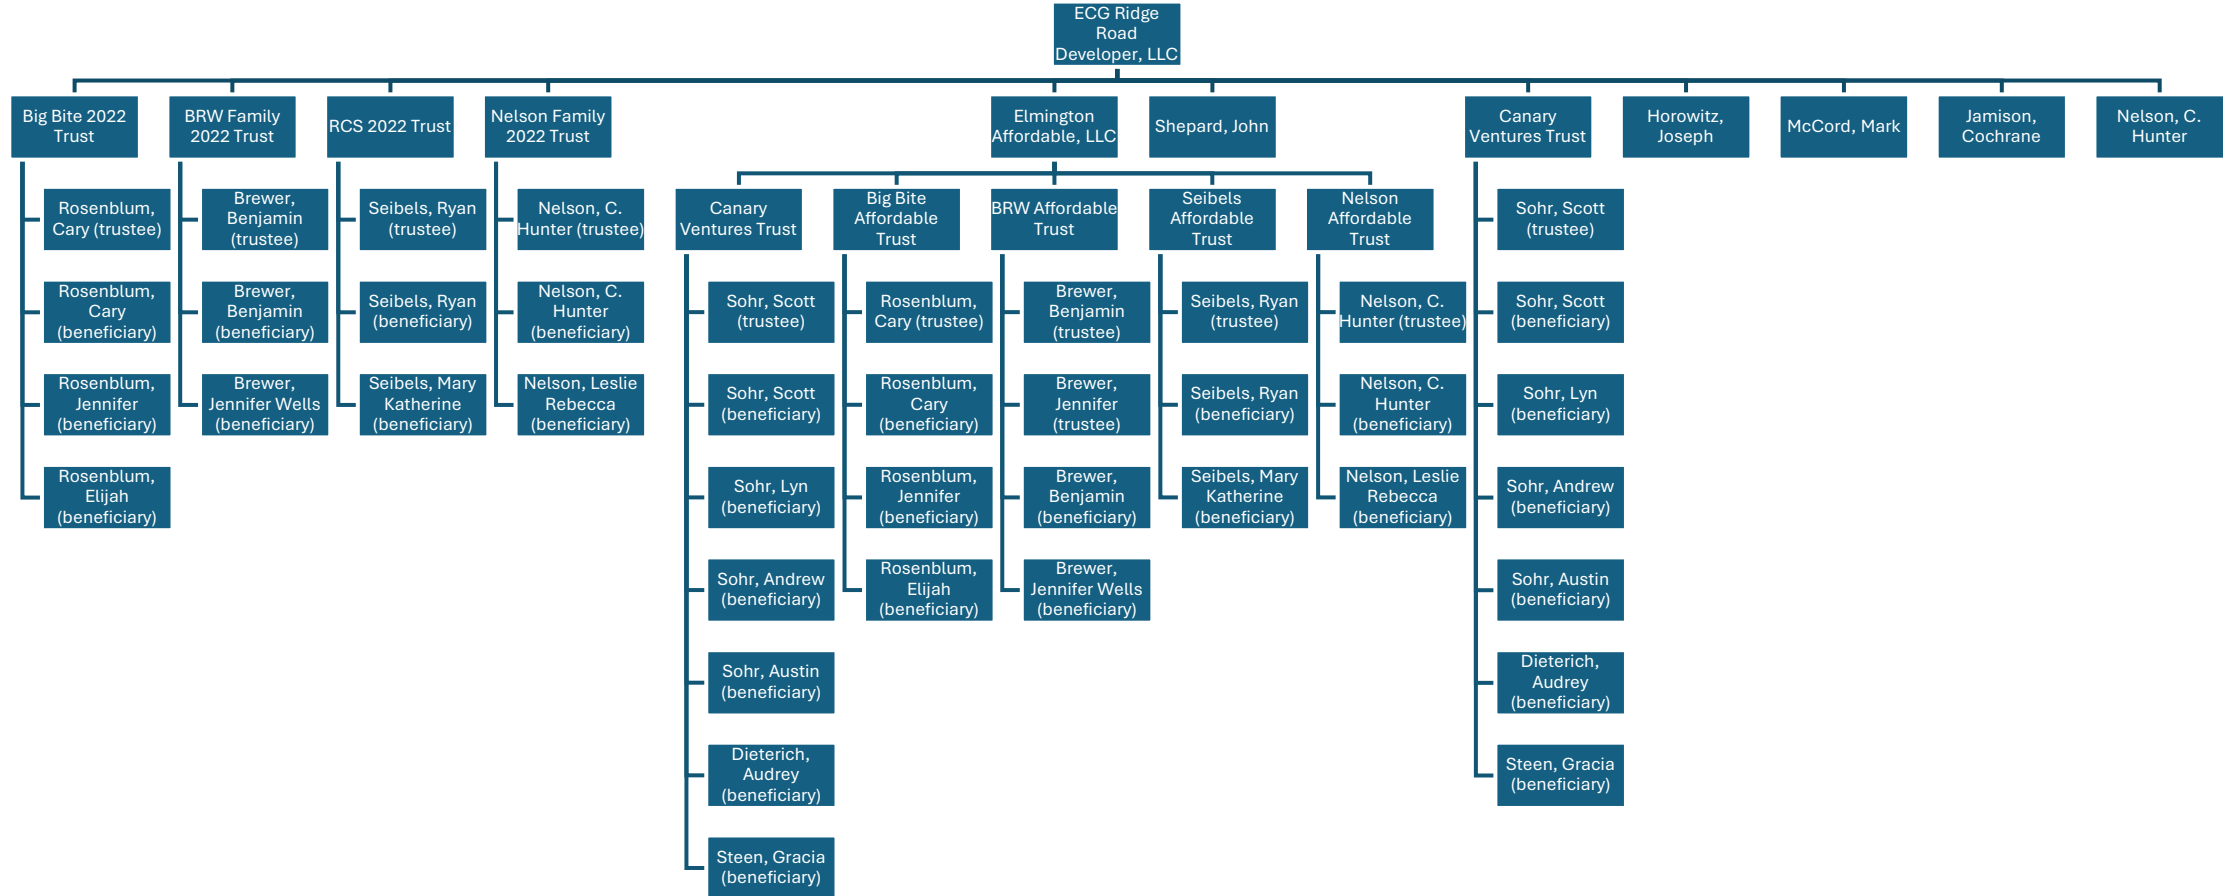 ECG Ridge
Road
Developer, LLC
Big Bite 2022
Trust
BRW Family
2022 Trust
RCS 2022 Trust
Nelson Family
2022 Trust
Elmington
Affordable, LLC
Shepard, John
Canary
Ventures Trust
Horowitz,
Joseph
McCord, Mark
Jamison,
Cochrane
Nelson, C.
Hunter
Rosenblum,
Cary (trustee)
Rosenblum,
Cary
(beneficiary)
Rosenblum,
Jennifer
(beneficiary)
Rosenblum,
Elijah
(beneficiary)
Brewer,
Benjamin
(trustee)
Brewer,
Benjamin
(beneficiary)
Brewer,
Jennifer Wells
(beneficiary)
Seibels, Ryan
(trustee)
Seibels, Ryan
(beneficiary)
Seibels, Mary
Katherine
(beneficiary)
Nelson, C.
Hunter (trustee)
Nelson, C.
Hunter
(beneficiary)
Nelson, Leslie
Rebecca
(beneficiary)
Canary
Ventures Trust
Sohr, Scott
(trustee)
Sohr, Scott
(beneficiary)
Sohr, Lyn
(beneficiary)
Sohr, Andrew
(beneficiary)
Sohr, Austin
(beneficiary)
Dieterich,
Audrey
(beneficiary)
Steen, Gracia
(beneficiary)
Big Bite
Affordable
Trust
Rosenblum,
Cary (trustee)
Rosenblum,
Cary
(beneficiary)
Rosenblum,
Jennifer
(beneficiary)
Rosenblum,
Elijah
(beneficiary)
BRW Affordable
Trust
Brewer,
Benjamin
(trustee)
Brewer,
Jennifer
(trustee)
Brewer,
Benjamin
(beneficiary)
Brewer,
Jennifer Wells
(beneficiary)
Seibels
Affordable
Trust
Seibels, Ryan
(trustee)
Seibels, Ryan
(beneficiary)
Seibels, Mary
Katherine
(beneficiary)
Nelson
Affordable
Trust
Nelson, C.
Hunter (trustee)
Nelson, C.
Hunter
(beneficiary)
Nelson, Leslie
Rebecca
(beneficiary)
Sohr, Scott
(trustee)
Sohr, Scott
(beneficiary)
Sohr, Lyn
(beneficiary)
Sohr, Andrew
(beneficiary)
Sohr, Austin
(beneficiary)
Dieterich,
Audrey
(beneficiary)
Steen, Gracia
(beneficiary)